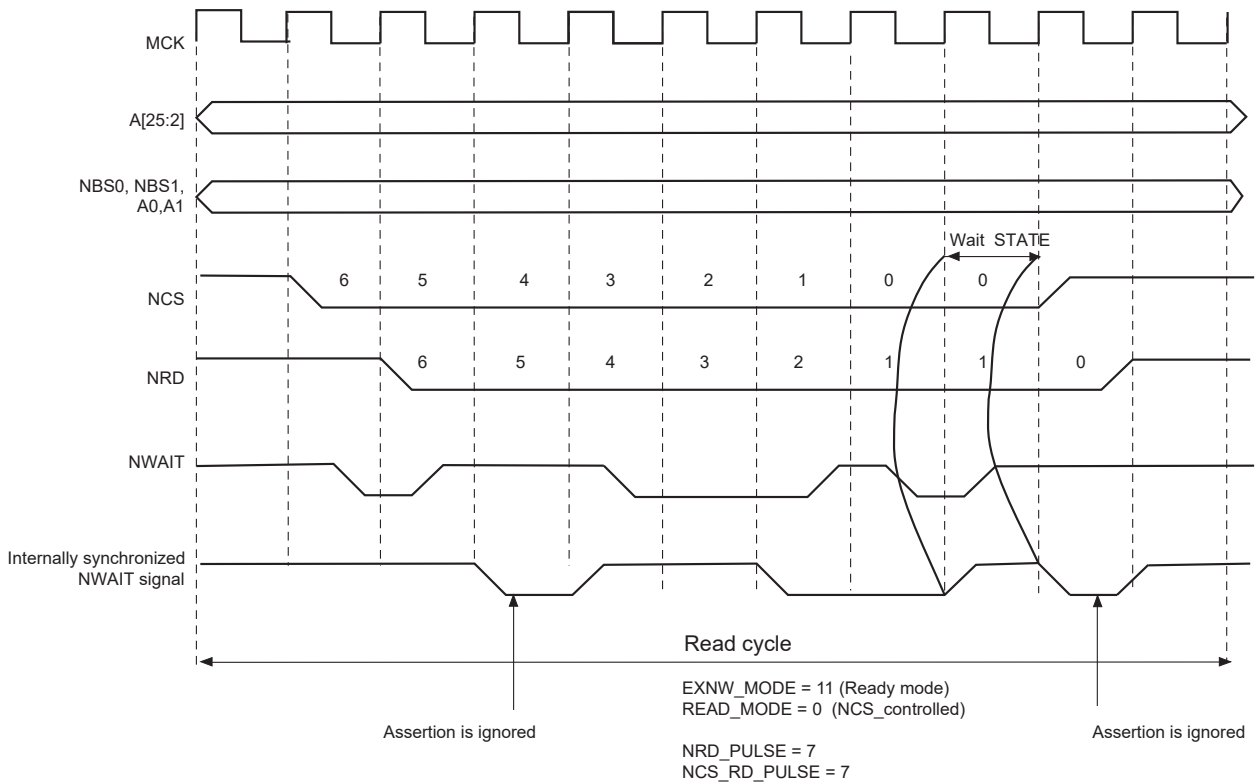 MCK
A[25:2]
NBS0, NBS1,
A0,A1
Wait STATE
NCS
6 5 4 3 2 1 0 0
NRD
6 5 4 3 2 1 1 0
NWAIT
Internally synchronized
NWAIT signal
Read cycle
EXNW_MODE = 11 (Ready mode)
READ_MODE = 0 (NCS_controlled)
Assertion is ignored
Assertion is ignored
NRD_PULSE = 7
NCS_RD_PULSE = 7